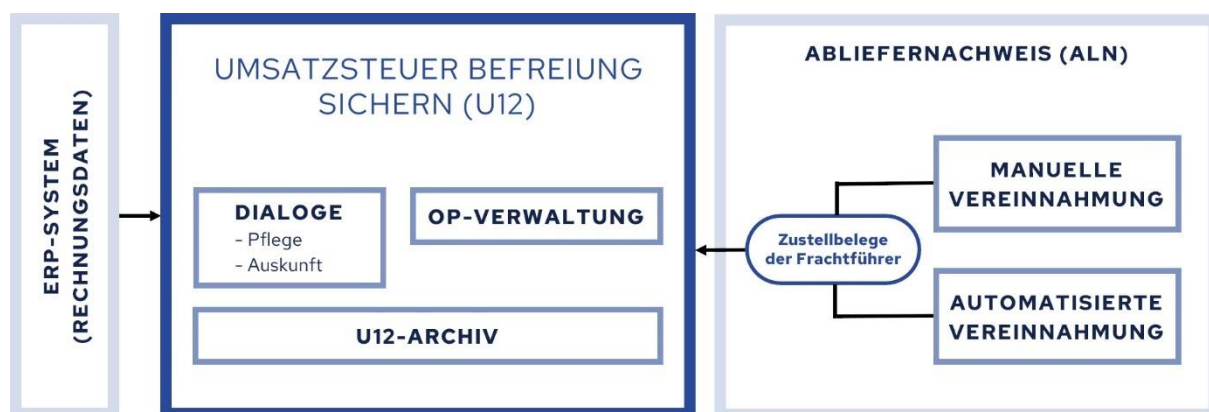 ERP-SYSTEM
(RECHNUNGSDATEN)
UMSATZSTEUER BEFREIUNG
SICHERN (U12)
DIALOGE
- Pflege
- Auskunft
OP-VERWALTUNG
U12-ARCHIV
ABLIEFERNACHWEIS (ALN)
Zustellbelege
der Frachtführer
MANUELLE
VEREINNAHMUNG
AUTOMATISIERTE
VEREINNAHMUNG